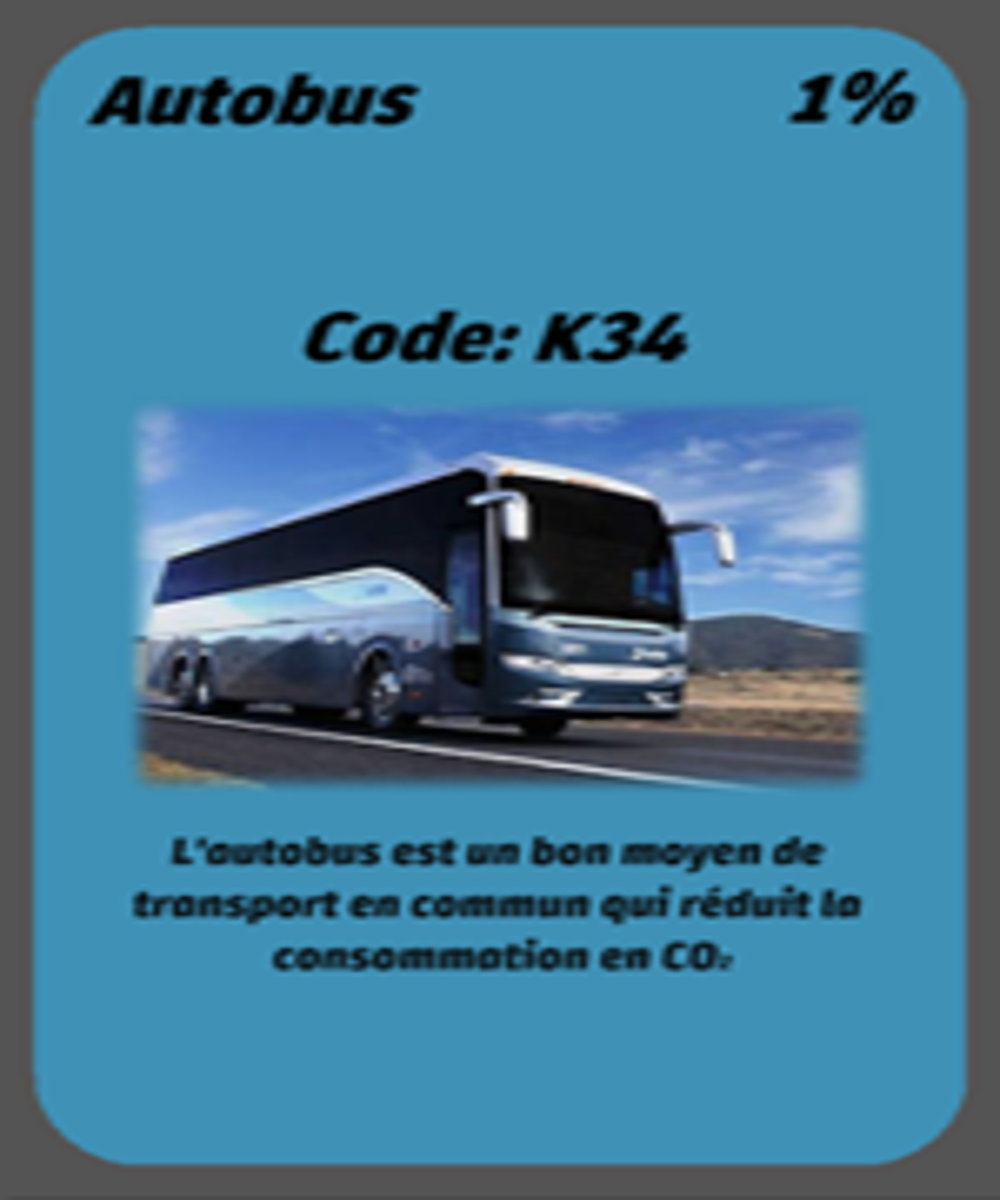 Autobus 1%
Code: K34
L'autobus est un bon moyen de
transport en commun qui réduit la
consommation en CO₂